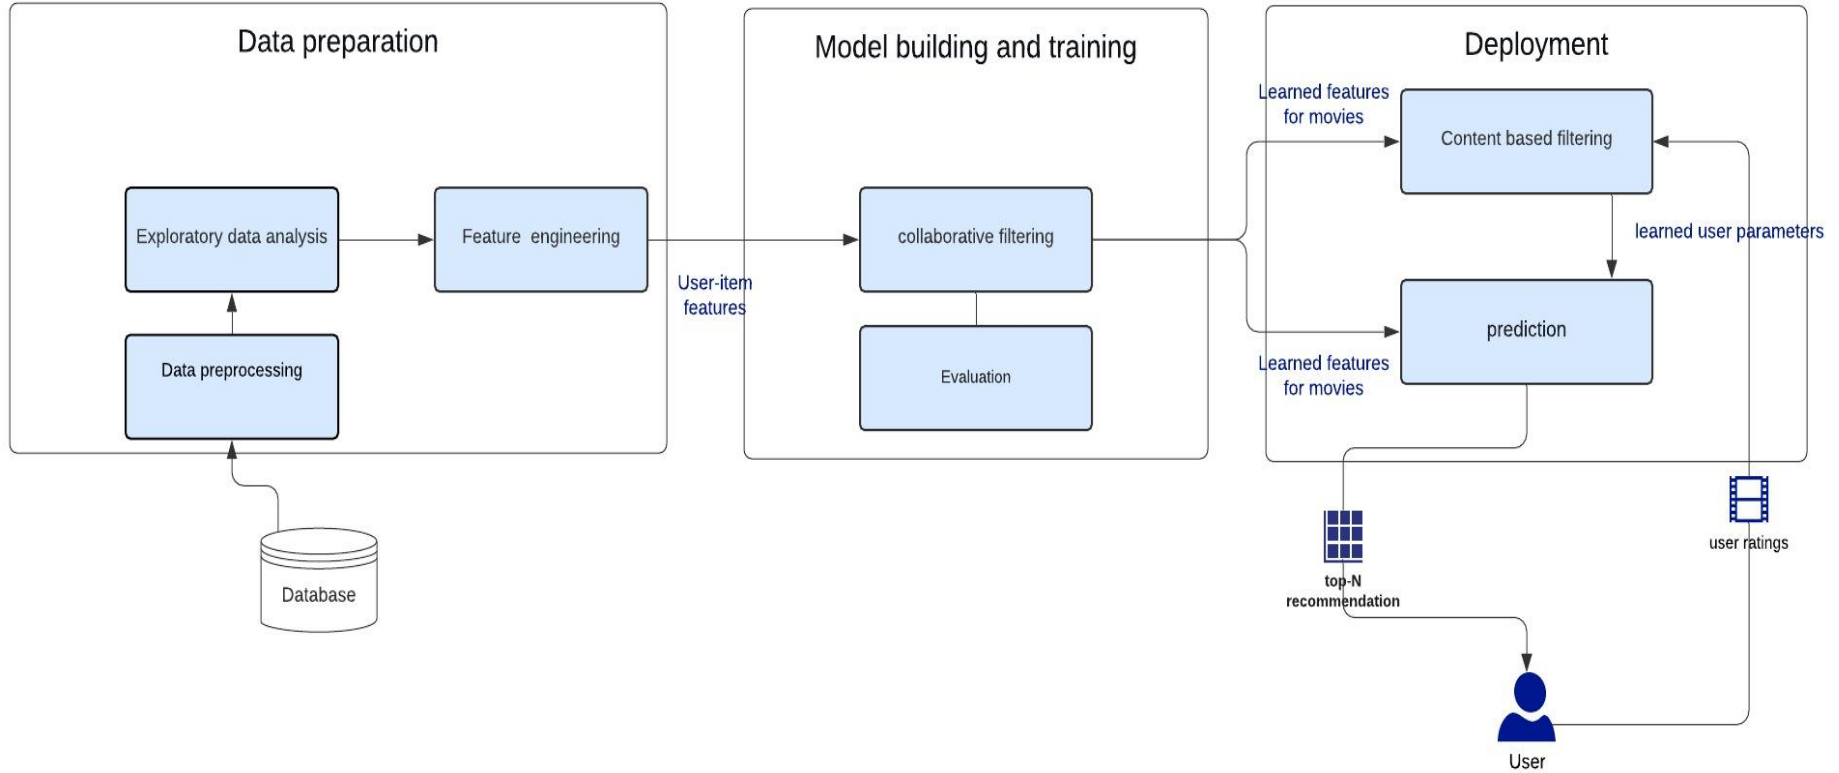 Data preparation
Exploratory data analysis
Feature engineering
Data preprocessing
Database
User-item
features
Model building and training
collaborative filtering
Evaluation
Deployment
Learned features
for movies
Content based filtering
learned user parameters
prediction
Learned features
for movies
top-N
recommendation
user ratings
User